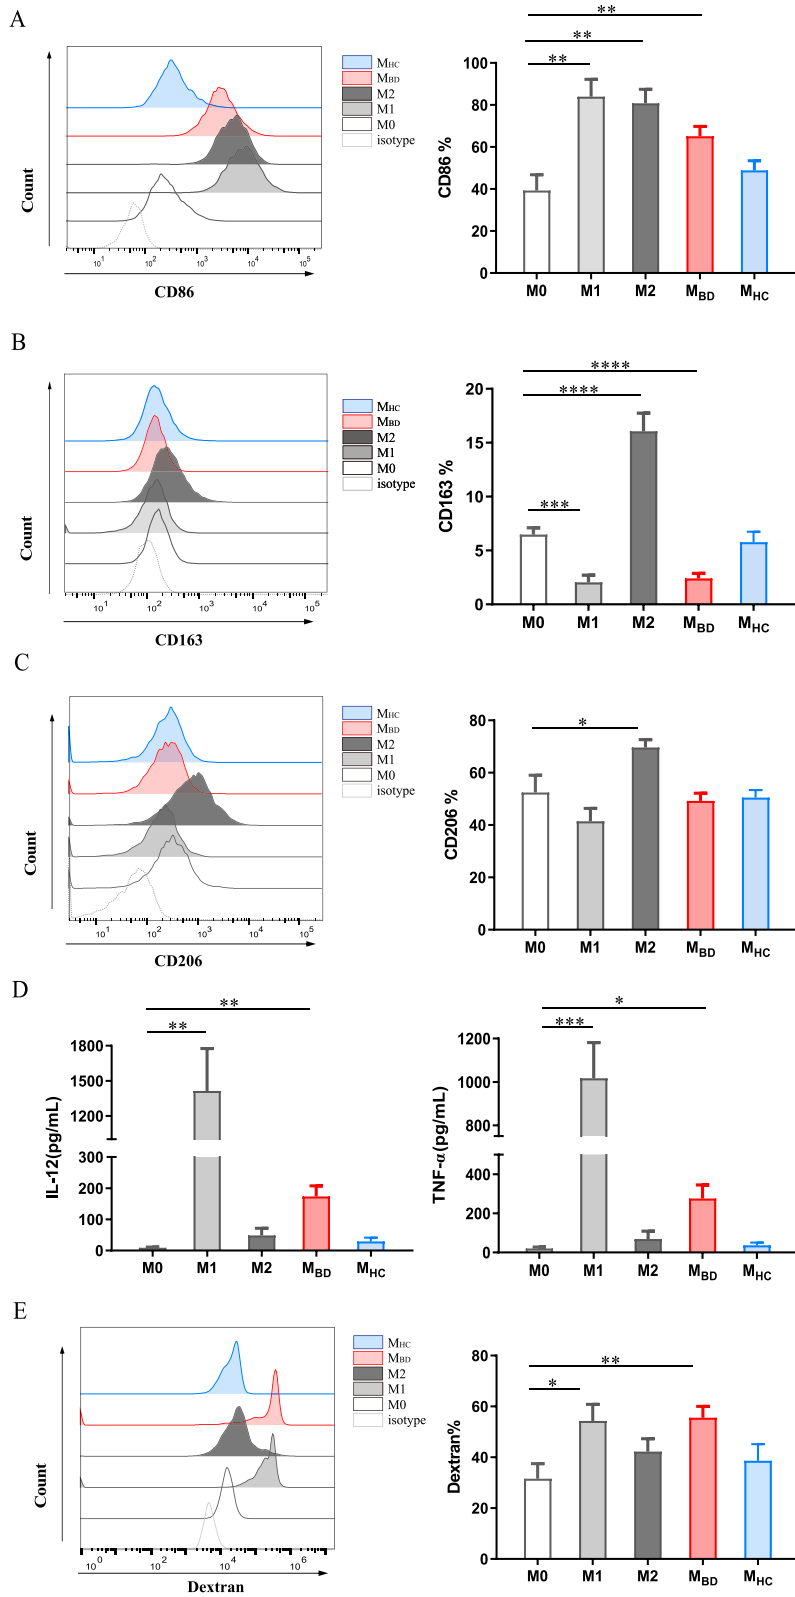 A
MHC
MBD
M2
M1
M0
isotype
Count
10¹ 10² 10³ 10⁴ 10⁵
CD86
**
**
**
CD86 %
100
80
60
40
20
0
M0 M1 M2 MBD MHC
B
MHC
MBD
M2
M1
M0
isotype
Count
10¹ 10² 10³ 10⁴ 10⁵
CD163
****
****
***
CD163 %
20
15
10
5
0
M0 M1 M2 MBD MHC
C
MHC
MBD
M2
M1
M0
isotype
Count
10¹ 10² 10³ 10⁴ 10⁵
CD206
*
CD206 %
80
60
40
20
0
M0 M1 M2 MBD MHC
D
**
**
IL-12(pg/mL)
1800
1500
1200
300
200
100
0
M0 M1 M2 MBD MHC
*
***
TNF-α(pg/mL)
1200
1000
800
400
200
0
M0 M1 M2 MBD MHC
E
MHC
MBD
M2
M1
M0
isotype
Count
10⁰ 10² 10⁴ 10⁶
Dextran
**
*
Dextran%
80
60
40
20
0
M0 M1 M2 MBD MHC